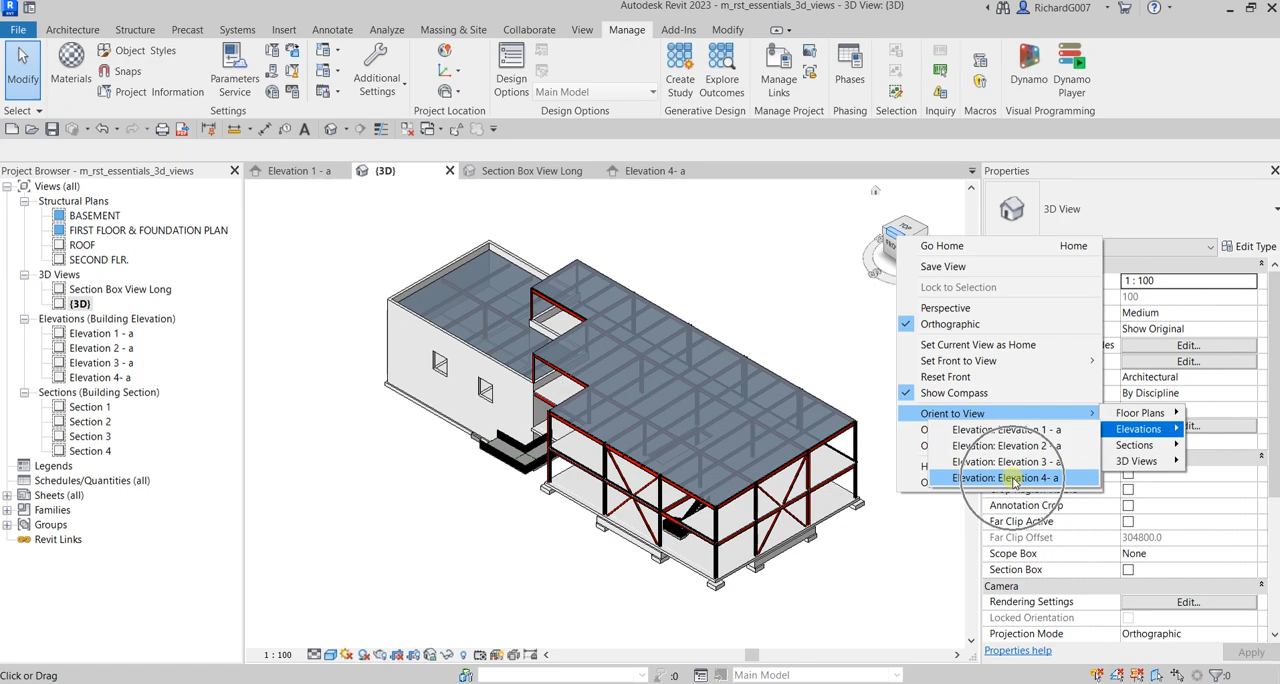 Autodesk Revit 2023 - m_rst_essentials_3d_views - 3D View: {3D}
RichardG007
File Architecture Structure Precast Systems Insert Annotate Analyze Massing & Site Collaborate View Manage Add-Ins Modify
Modify
Materials
Object Styles
Snaps
Project Information
Parameters Service
Additional Settings
Design Options
Main Model
Create Study
Explore Outcomes
Manage Links
Phases
Dynamo
Dynamo Player
Select
Settings
Project Location
Design Options
Generative Design
Manage Project
Phasing
Selection
Inquiry
Macros
Visual Programming
Project Browser - m_rst_essentials_3d_views
Elevation 1 - a
{3D}
Section Box View Long
Elevation 4- a
Properties
Views (all)
Structural Plans
BASEMENT
FIRST FLOOR & FOUNDATION PLAN
ROOF
SECOND FLR.
3D Views
Section Box View Long
{3D}
Elevations (Building Elevation)
Elevation 1 - a
Elevation 2 - a
Elevation 3 - a
Elevation 4- a
Sections (Building Section)
Section 1
Section 2
Section 3
Section 4
Legends
Schedules/Quantities (all)
Sheets (all)
Families
Groups
Revit Links
TOP
Go Home Home
Save View
Lock to Selection
Perspective
Orthographic
Set Current View as Home
Set Front to View
Reset Front
Show Compass
Orient to View
Elevation: Elevation 1 - a
Elevation: Elevation 2 - a
Elevation: Elevation 3 - a
Elevation: Elevation 4- a
Floor Plans
Elevations
Sections
3D Views
3D View
Edit Type
1 : 100
100
Medium
Show Original
Edit...
Edit...
Architectural
By Discipline
Annotation Crop
Far Clip Active
Far Clip Offset 304800.0
Scope Box None
Section Box
Camera
Rendering Settings Edit...
Locked Orientation
Projection Mode Orthographic
Properties help
Apply
1 : 100
Click or Drag
:0
Main Model
:0